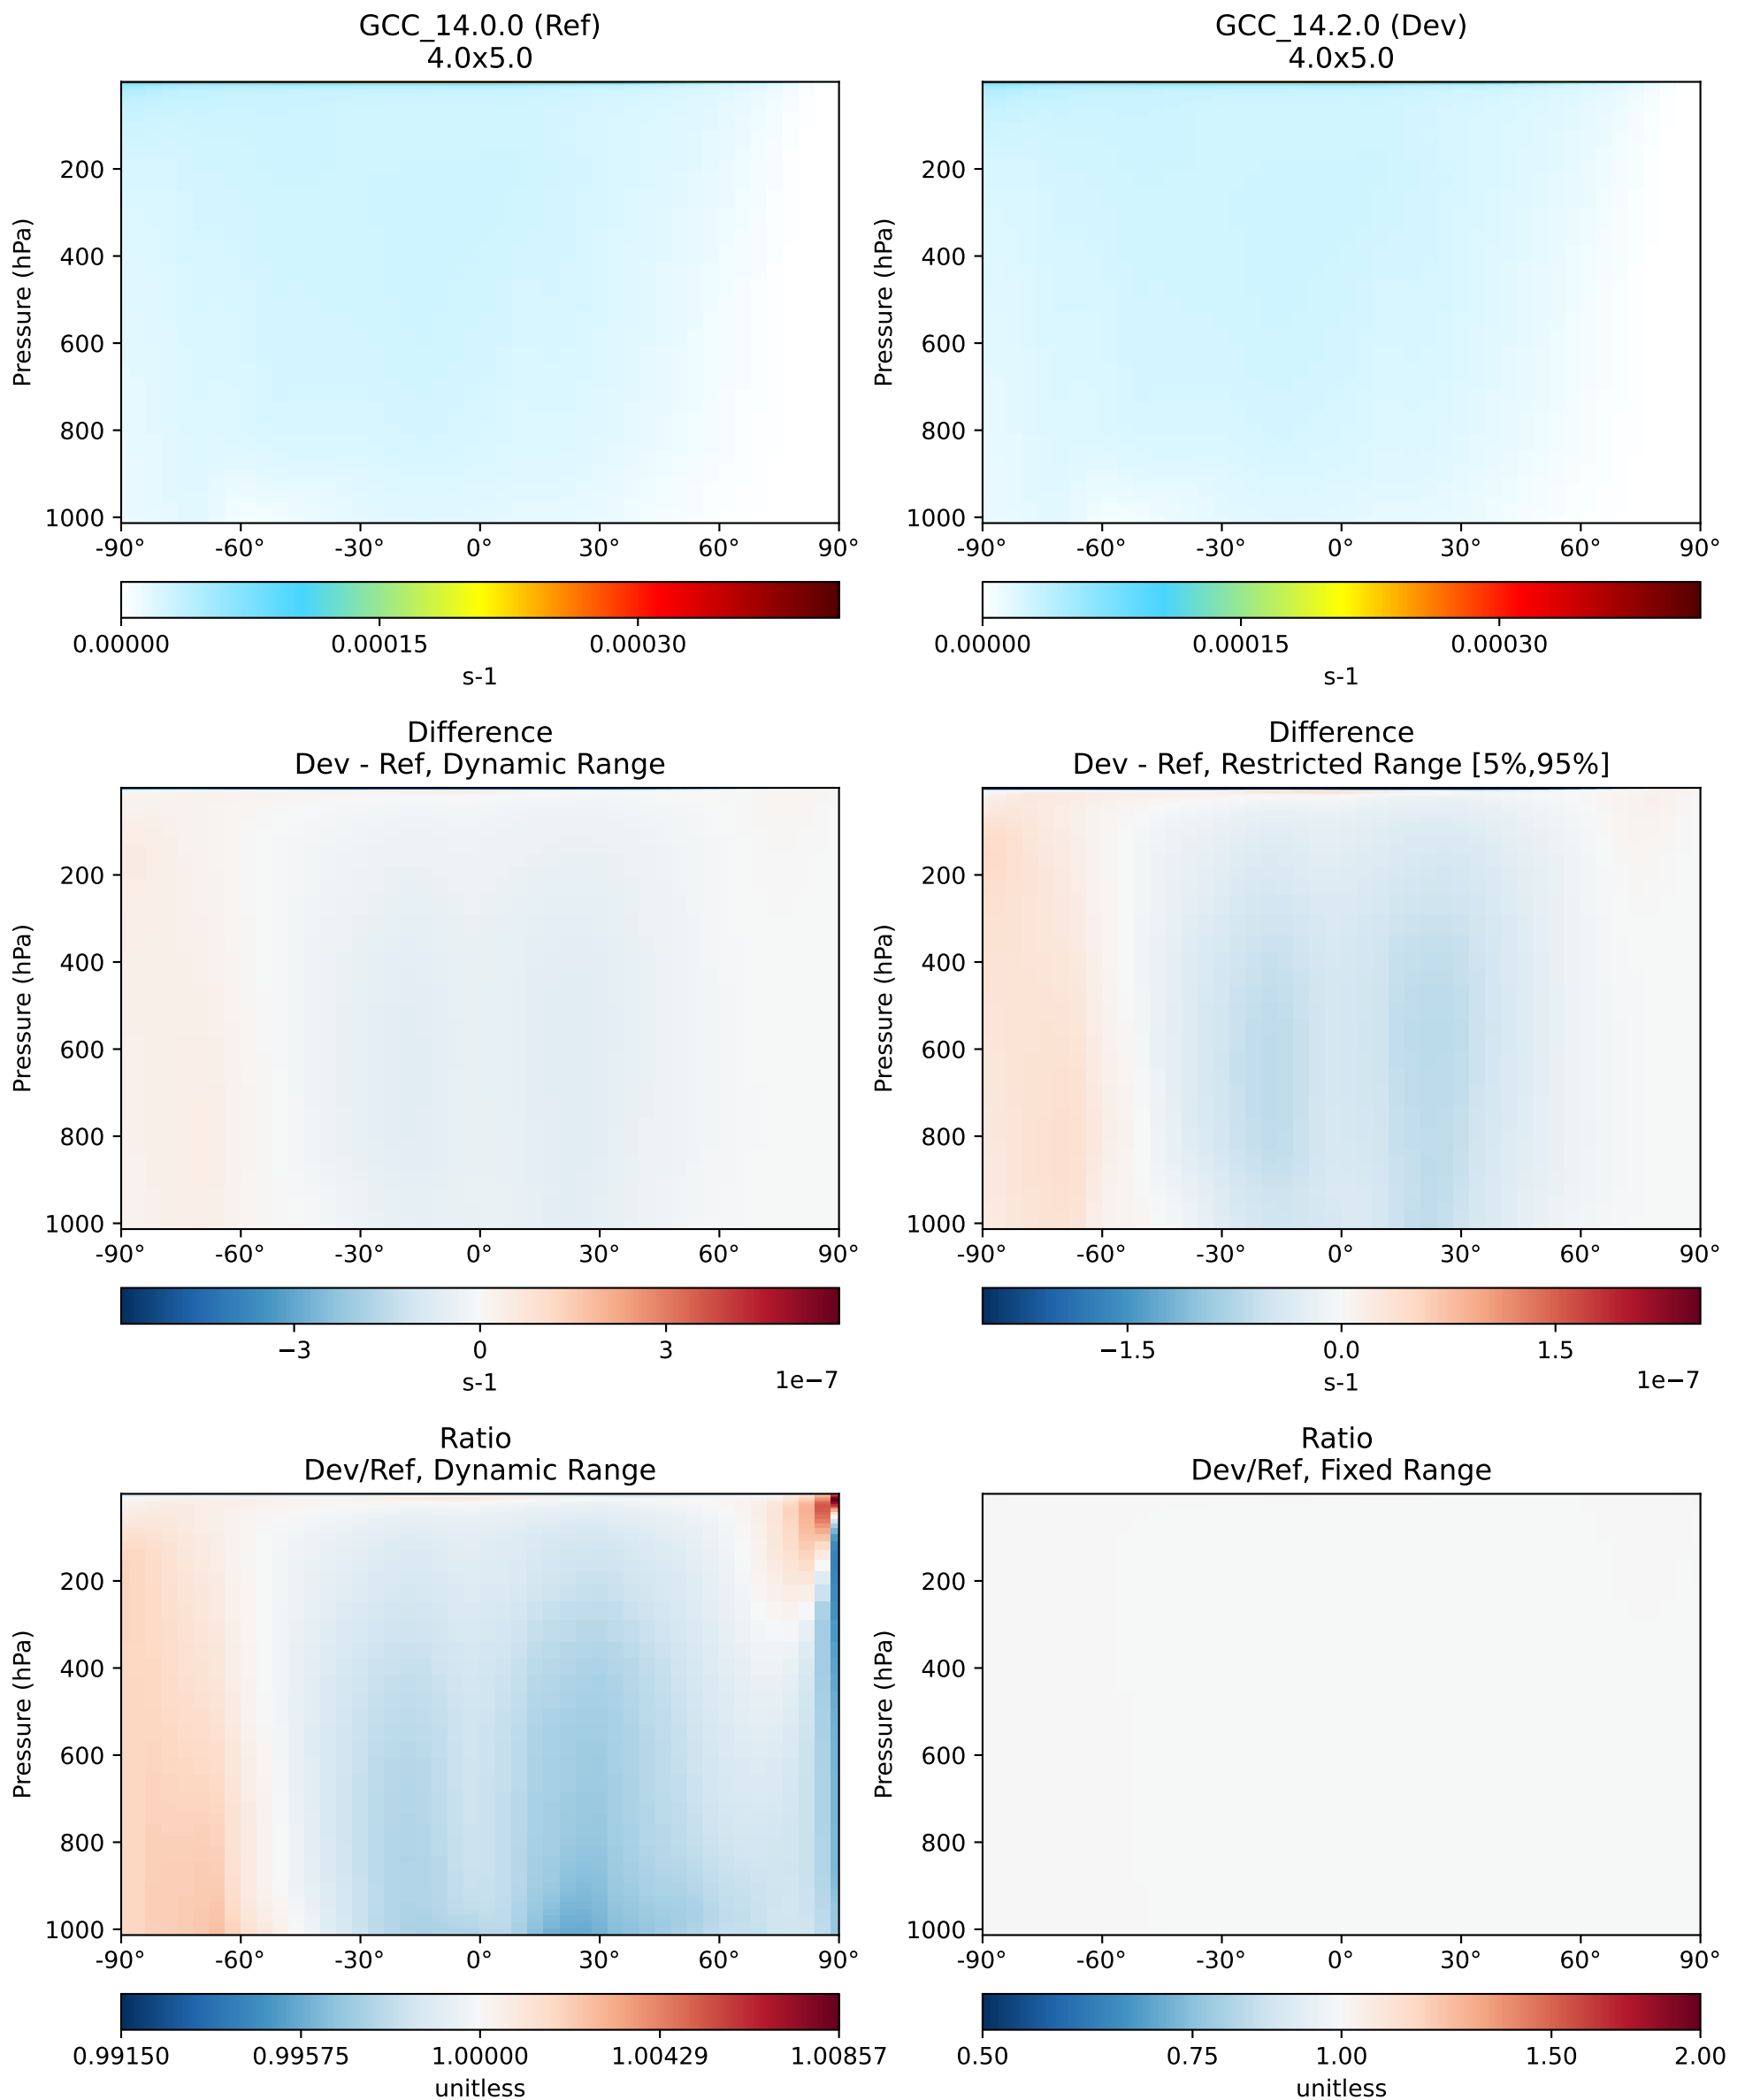 GCC_14.0.0 (Ref)
4.0x5.0
GCC_14.2.0 (Dev)
4.0x5.0
Pressure (hPa)
200
400
600
800
1000
-90° -60° -30° 0° 30° 60° 90°
0.00000 0.00015 0.00030
s-1
Pressure (hPa)
200
400
600
800
1000
-90° -60° -30° 0° 30° 60° 90°
0.00000 0.00015 0.00030
s-1
Difference
Dev - Ref, Dynamic Range
Pressure (hPa)
200
400
600
800
1000
-90° -60° -30° 0° 30° 60° 90°
−3 0 3
s-1
1e−7
Difference
Dev - Ref, Restricted Range [5%,95%]
Pressure (hPa)
200
400
600
800
1000
-90° -60° -30° 0° 30° 60° 90°
−1.5 0.0 1.5
s-1
1e−7
Ratio
Dev/Ref, Dynamic Range
Pressure (hPa)
200
400
600
800
1000
-90° -60° -30° 0° 30° 60° 90°
0.99150 0.99575 1.00000 1.00429 1.00857
unitless
Ratio
Dev/Ref, Fixed Range
Pressure (hPa)
200
400
600
800
1000
-90° -60° -30° 0° 30° 60° 90°
0.50 0.75 1.00 1.50 2.00
unitless